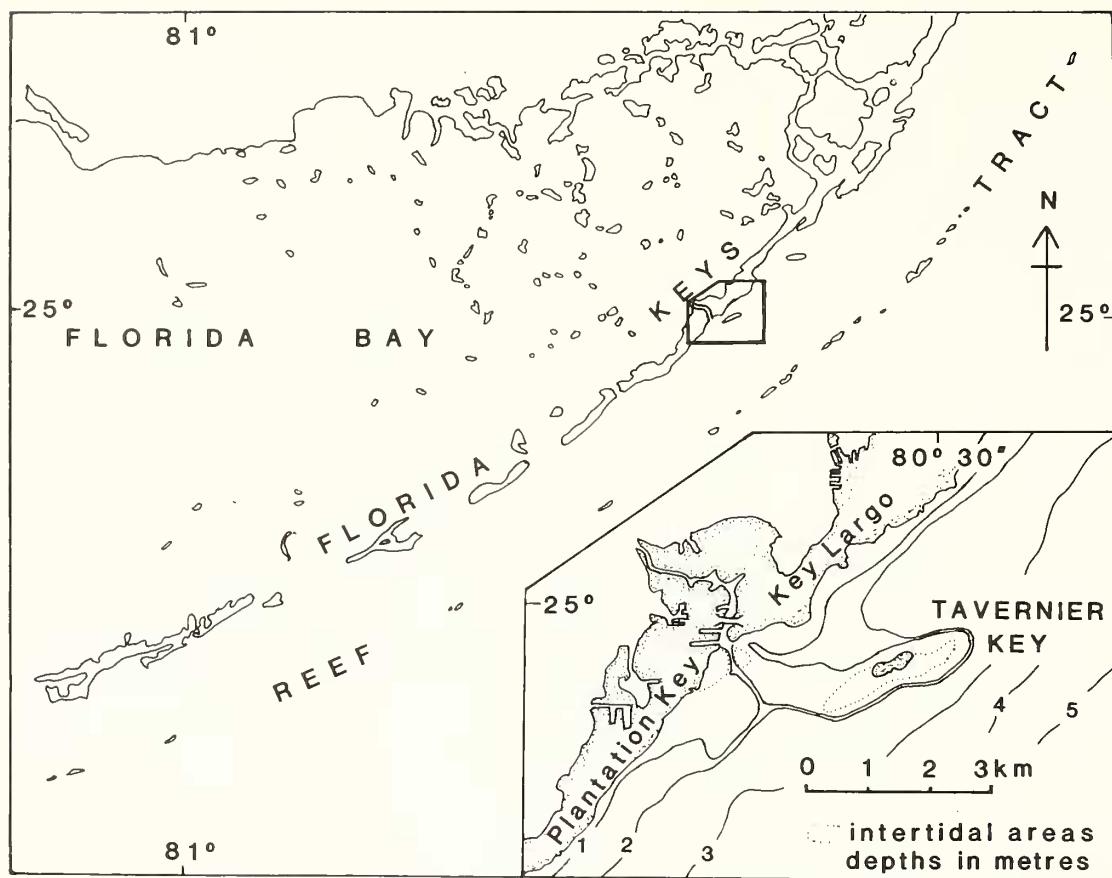 81°
TRACT
N
KEYS
25°
25°
FLORIDA BAY
FLORIDA
REEF
81°
80° 30"
Key Largo
25°
TAVERNIER
KEY
Plantation Key
4
5
0 1 2 3km
1
2
3
intertidal areas
depths in metres